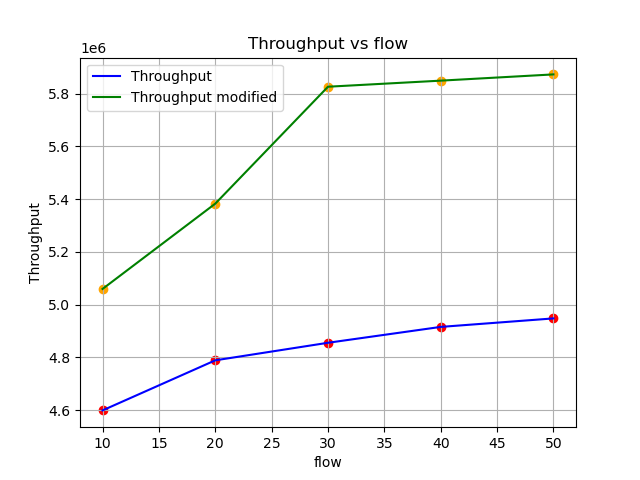 Throughput vs flow
1e6
Throughput
Throughput modified
5.8
5.6
5.4
5.2
5.0
4.8
4.6
Throughput
10 15 20 25 30 35 40 45 50
flow